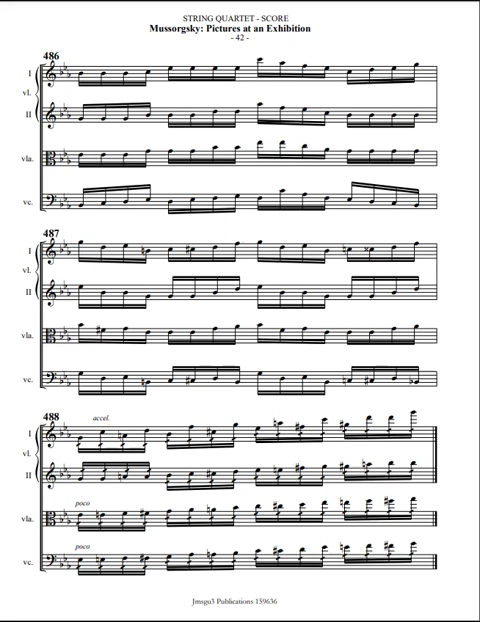 STRING QUARTET - SCORE
Mussorgsky: Pictures at an Exhibition
- 42 -
486
I
vl.
II
vla.
vc.
487
I
vl.
II
vla.
vc.
488
accel.
I
vl.
II
poco
vla.
poco
vc.
Jmsgu3 Publications 159636